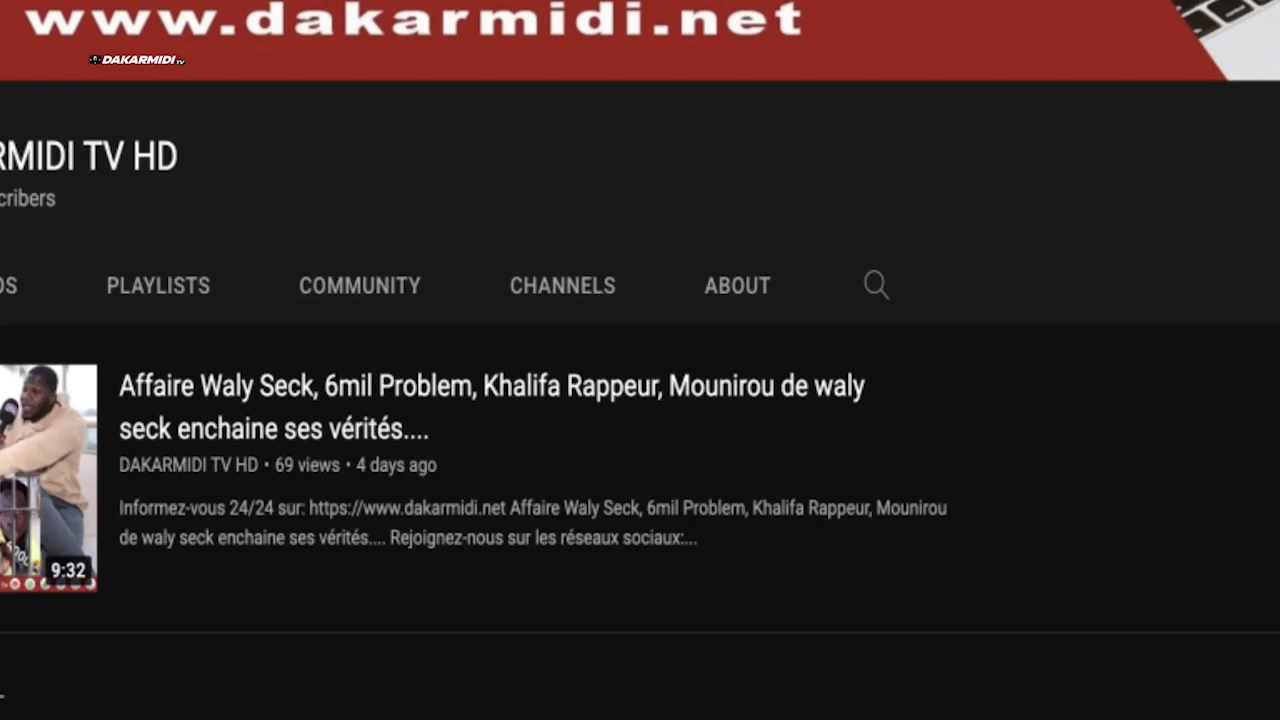 www.dakarmidi.net
DAKARMIDI TV
RMIDI TV HD
cribers
OS
PLAYLISTS
COMMUNITY
CHANNELS
ABOUT
Affaire Waly Seck, 6mil Problem, Khalifa Rappeur, Mounirou de waly
seck enchaine ses vérités....
DAKARMIDI TV HD • 69 views • 4 days ago
Informez-vous 24/24 sur: https://www.dakarmidi.net Affaire Waly Seck, 6mil Problem, Khalifa Rappeur, Mounirou
de waly seck enchaine ses vérités.... Rejoignez-nous sur les réseaux sociaux:...
9:32